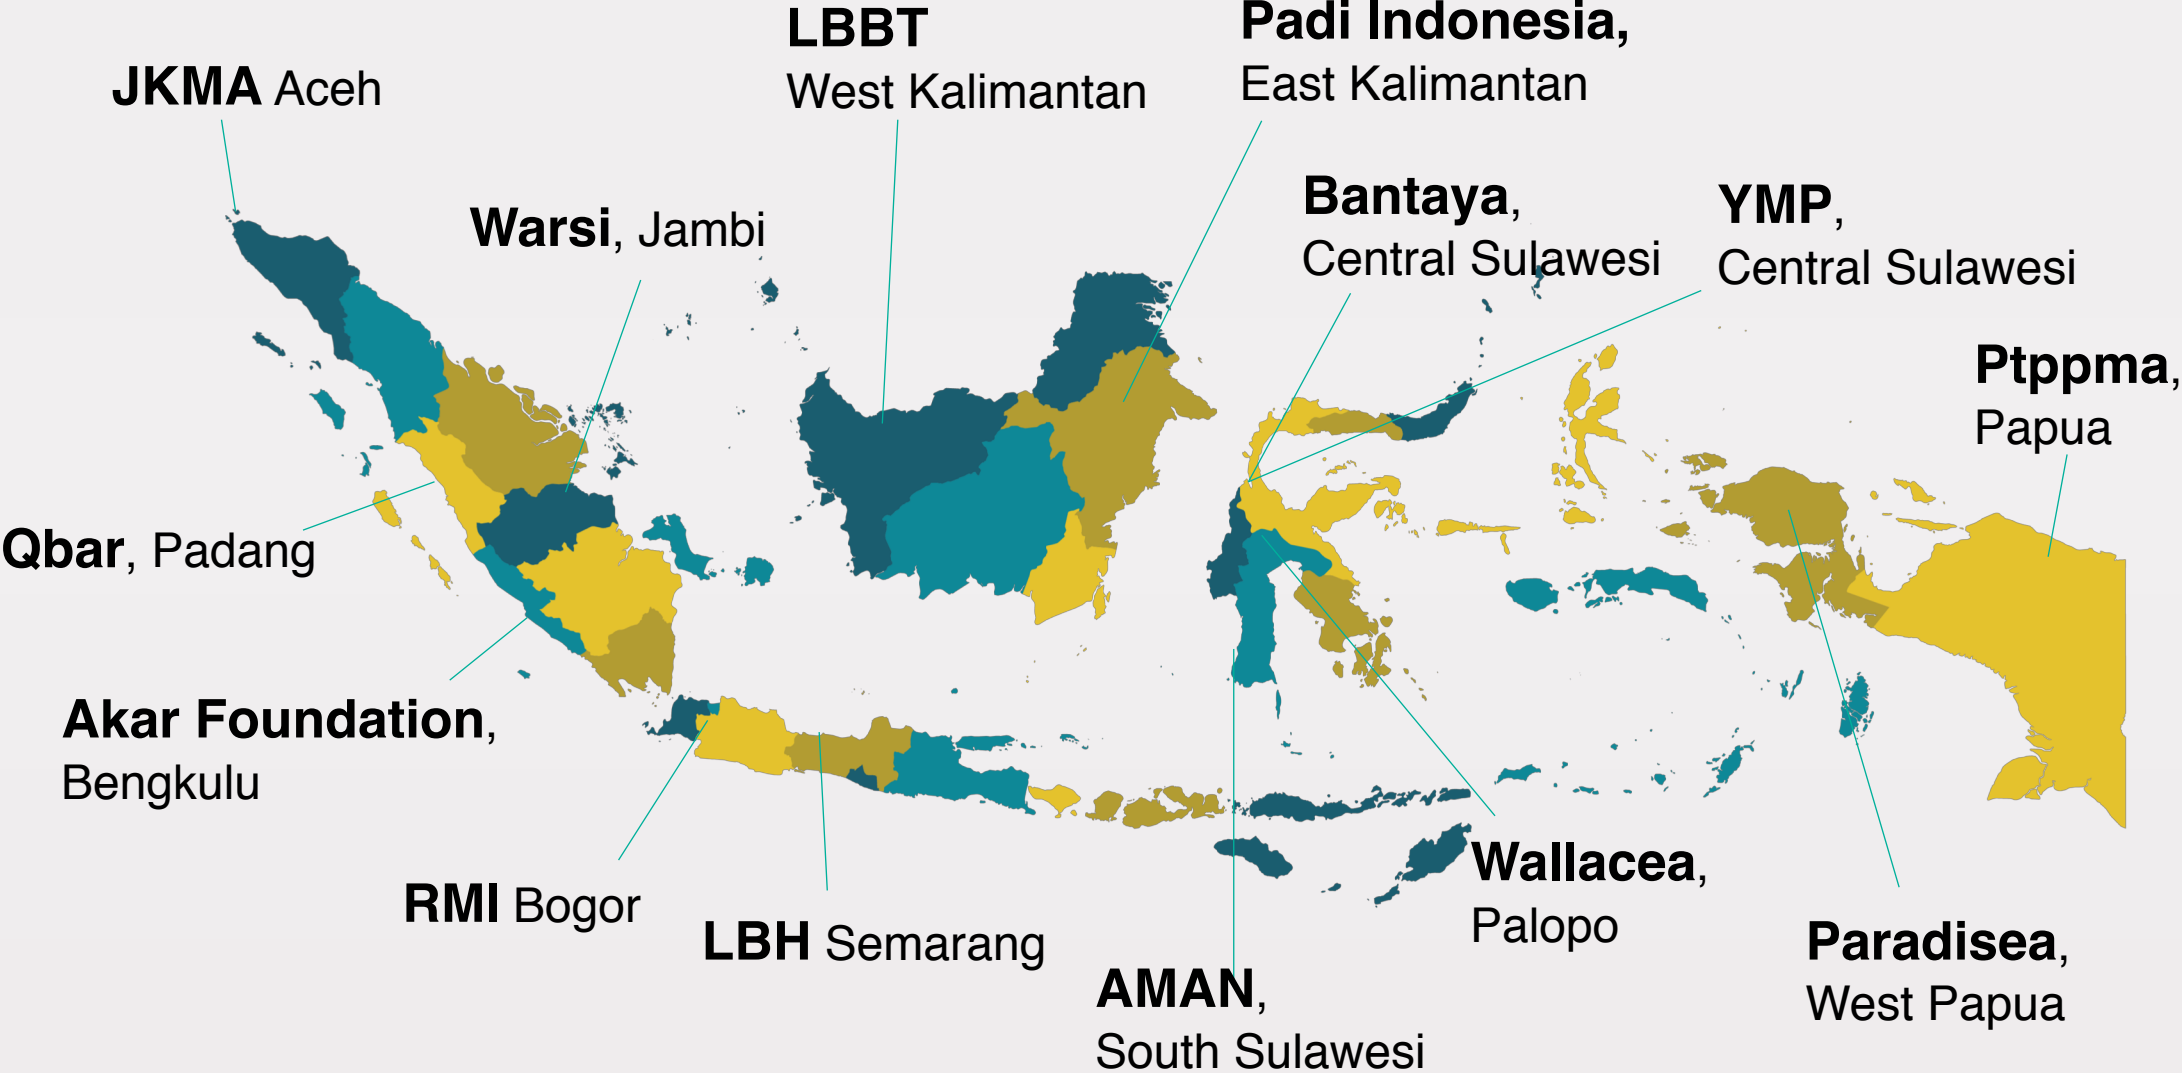 LBBT
West Kalimantan
Padi Indonesia,
East Kalimantan
JKMA Aceh
Warsi, Jambi
Bantaya,
Central Sulawesi
YMP,
Central Sulawesi
Ptppma,
Papua
Qbar, Padang
Akar Foundation,
Bengkulu
RMI Bogor
LBH Semarang
AMAN,
South Sulawesi
Wallacea,
Palopo
Paradisea,
West Papua